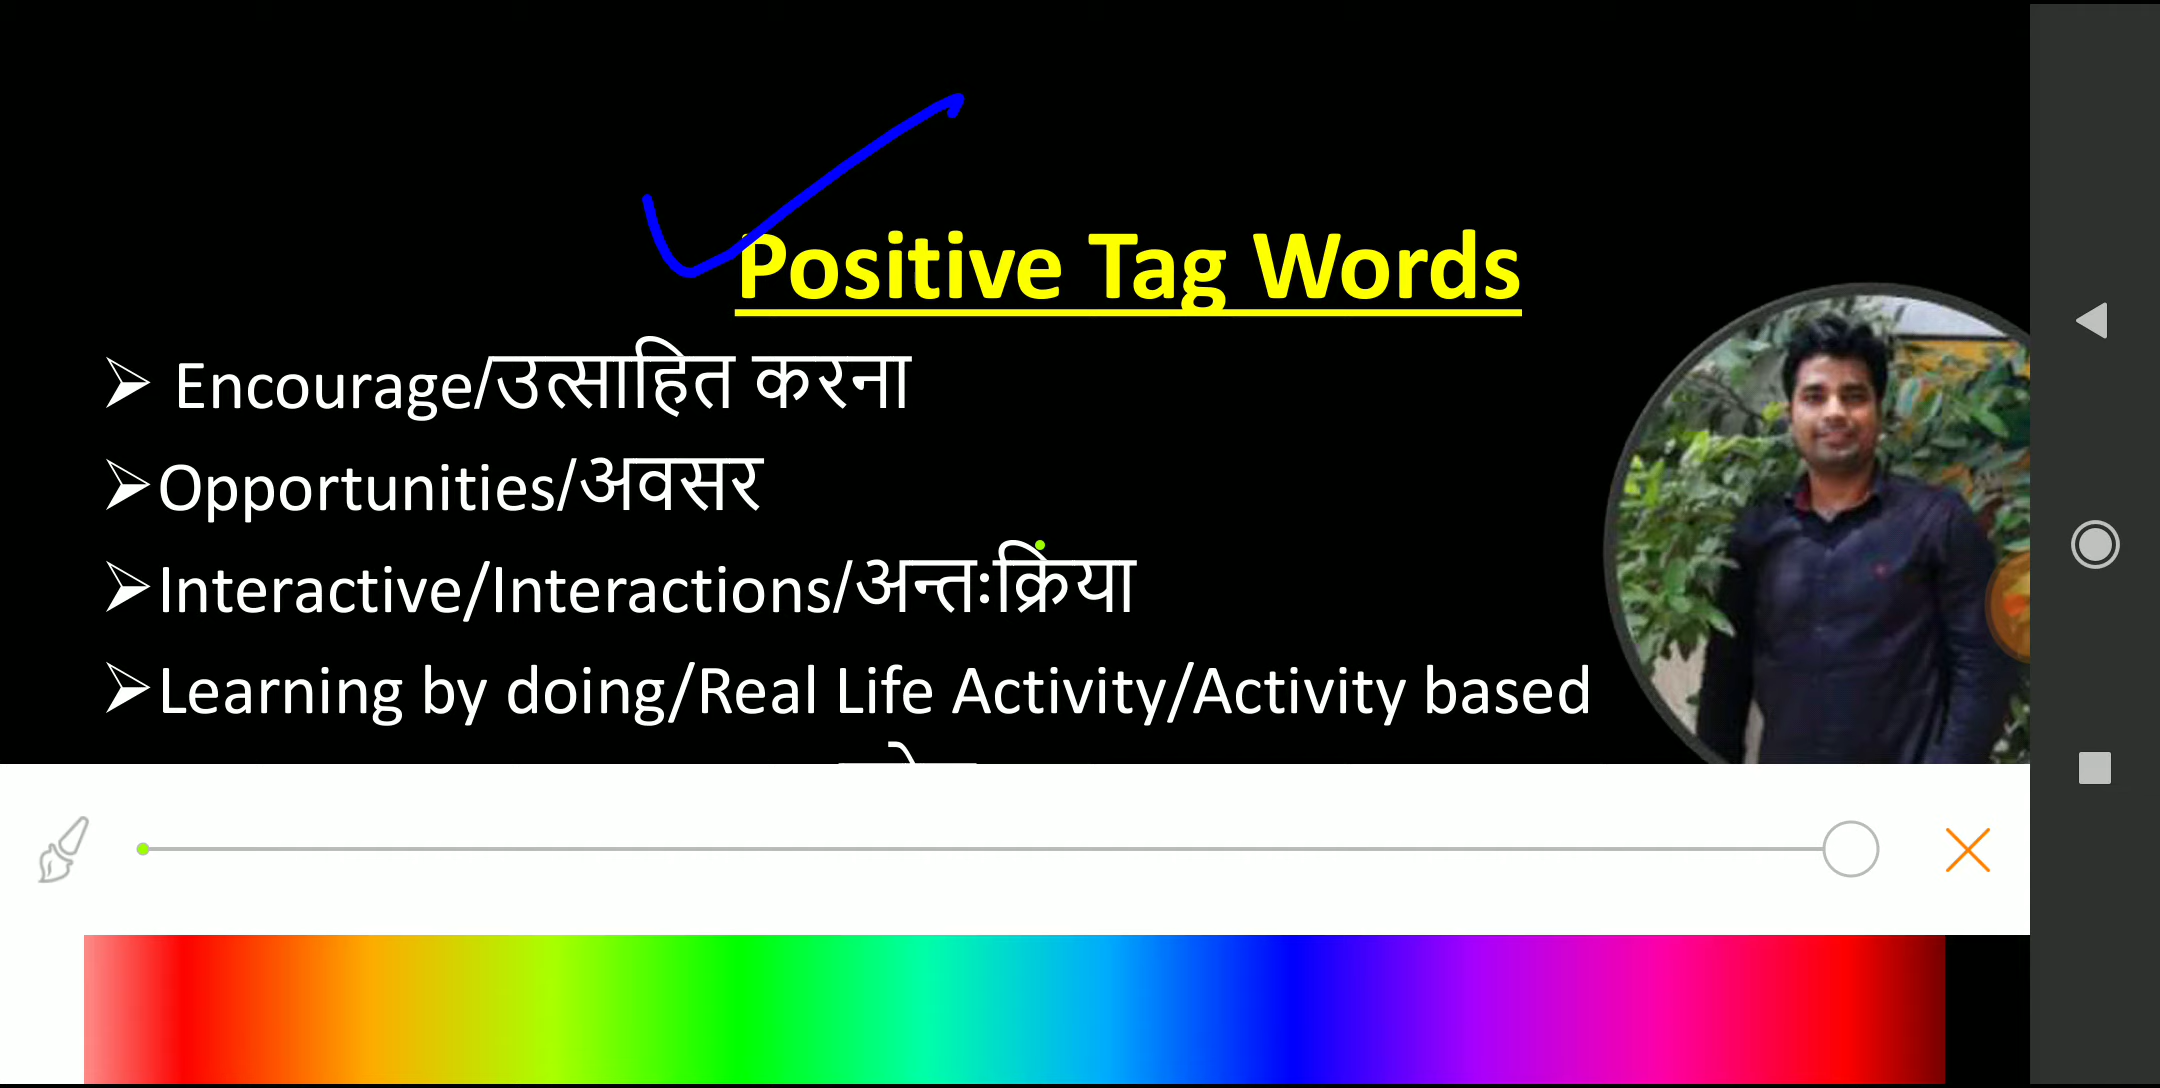 Positive Tag Words
Encourage/उत्साहित करना
Opportunities/अवसर
Interactive/Interactions/अन्तःक्रिया
Learning by doing/Real Life Activity/Activity based